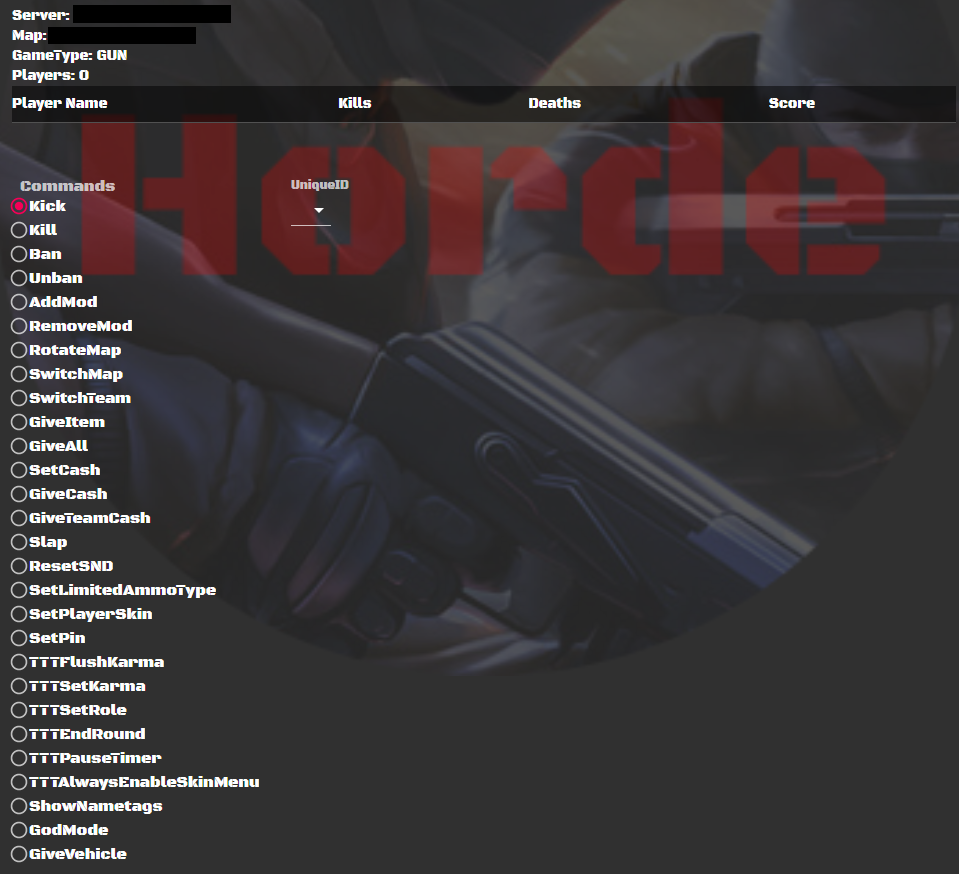 Server:
Map:
GameType: GUN
Players: 0
Player Name Kills Deaths Score
Horde
Commands UniqueID
Kick
Kill
Ban
Unban
AddMod
RemoveMod
RotateMap
SwitchMap
SwitchTeam
GiveItem
GiveAll
SetCash
GiveCash
GiveTeamCash
Slap
ResetSND
SetLimitedAmmoType
SetPlayerSkin
SetPin
TTTFlushKarma
TTTSetKarma
TTTSetRole
TTTEndRound
TTTPauseTimer
TTTAlwaysEnableSkinMenu
ShowNametags
GodMode
GiveVehicle